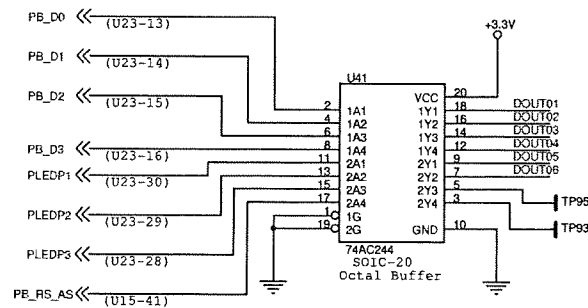 PB_D0
(U23-13)
+3.3V
PB_D1
(U23-14)
U41
PB_D2
(U23-15)
VCC 20
2 1A1 1Y1 18 DOUT01
4 1A2 1Y2 16 DOUT02
6 1A3 1Y3 14 DOUT03
PB_D3
(U23-16)
8 1A4 1Y4 12 DOUT04
11 2A1 2Y1 9 DOUT05
PLEDP1
(U23-30)
13 2A2 2Y2 7 DOUT06
15 2A3 2Y3 5 TP95
17 2A4 2Y4 3 TP93
PLEDP2
(U23-29)
1 1G
19 2G GND 10
74AC244
SOIC-20
Octal Buffer
PLEDP3
(U23-28)
PB_RS_AS
(U15-41)